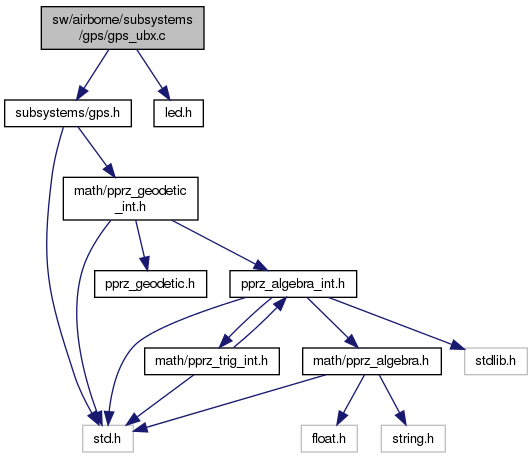 sw/airborne/subsystems
/gps/gps_ubx.c
subsystems/gps.h
led.h
math/pprz_geodetic
_int.h
pprz_geodetic.h
pprz_algebra_int.h
math/pprz_trig_int.h
math/pprz_algebra.h
stdlib.h
std.h
float.h
string.h